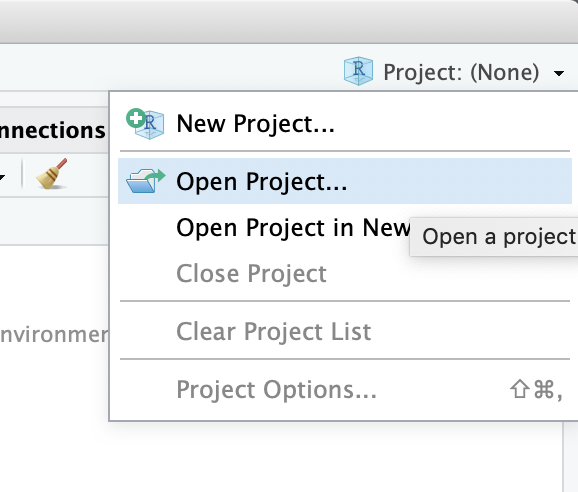 Project: (None)
New Project...
nnections
Open Project...
Open Project in New
Open a project
Close Project
nvironmer
Clear Project List
Project Options... ⇧⌘,